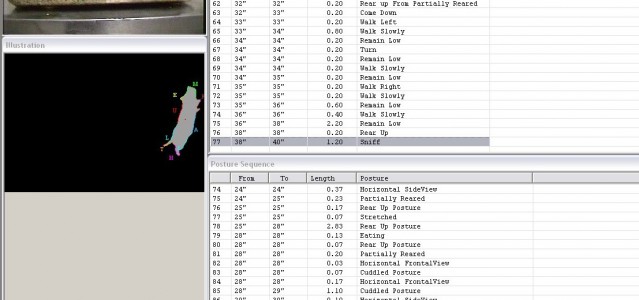 62 32" 32" 0.20 Rear up From Partially Reared
63 32" 33" 0.20 Come Down
64 33" 33" 0.20 Walk Left
65 33" 34" 0.80 Walk Slowly
66 34" 34" 0.20 Remain Low
67 34" 34" 0.20 Turn
68 34" 34" 0.20 Remain Low
69 34" 34" 0.20 Walk Slowly
70 34" 35" 0.20 Remain Low
71 35" 35" 0.20 Walk Right
72 35" 35" 0.20 Walk Slowly
73 35" 36" 0.60 Remain Low
74 36" 36" 0.40 Walk Slowly
75 36" 38" 2.20 Remain Low
76 38" 38" 0.20 Rear Up
77 38" 40" 1.20 Sniff
Illustration
Posture Sequence
From To Length Posture
74 24" 24" 0.37 Horizontal SideView
75 24" 25" 0.23 Partially Reared
76 25" 25" 0.17 Rear Up Posture
77 25" 25" 0.07 Stretched
78 25" 28" 2.83 Rear Up Posture
79 28" 28" 0.13 Eating
80 28" 28" 0.07 Rear Up Posture
81 28" 28" 0.20 Partially Reared
82 28" 28" 0.03 Horizontal FrontalView
83 28" 28" 0.07 Cuddled Posture
84 28" 28" 0.17 Horizontal FrontalView
85 28" 29" 1.10 Cuddled Posture